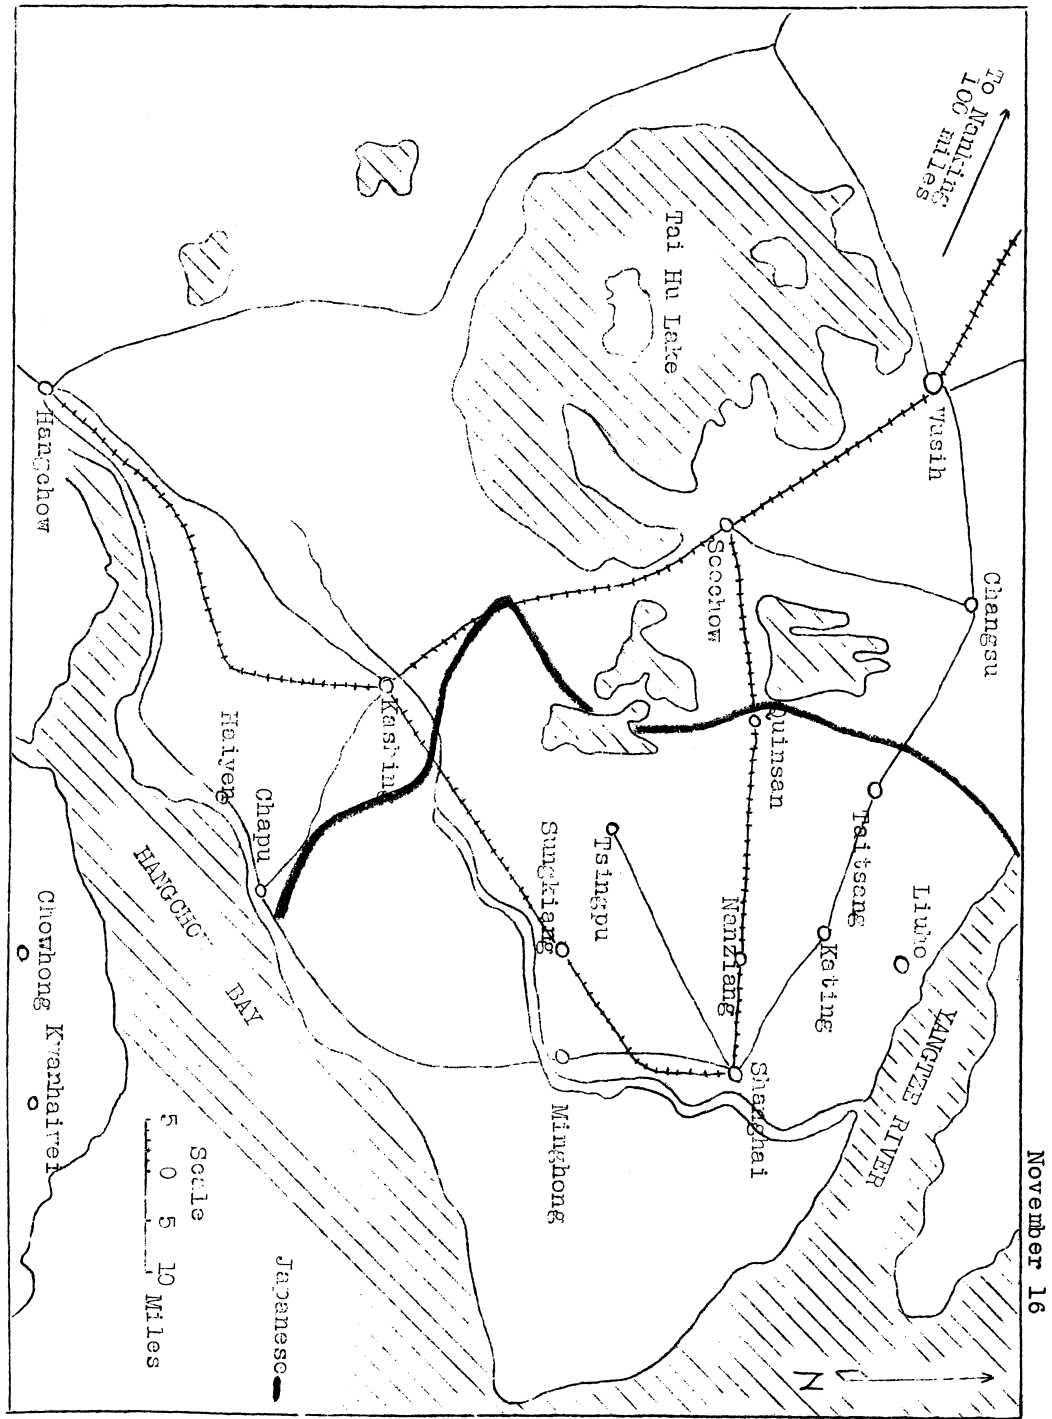 November 16
To Nanking
100 miles
Wusih
Changsu
Tai Hu Lake
Soochow
Quinsan
Taitsang
Liuho
Kating
YANGTZE RIVER
Nanziang
Shanghai
Tsingpu
Sungkiang
Minghong
Kashing
Haiyen
Chapu
Hangchow
HANGCHOW
BAY
Chowhong
Kwanhaiwei
Scale
5 0 5 10 Miles
Japanese
N